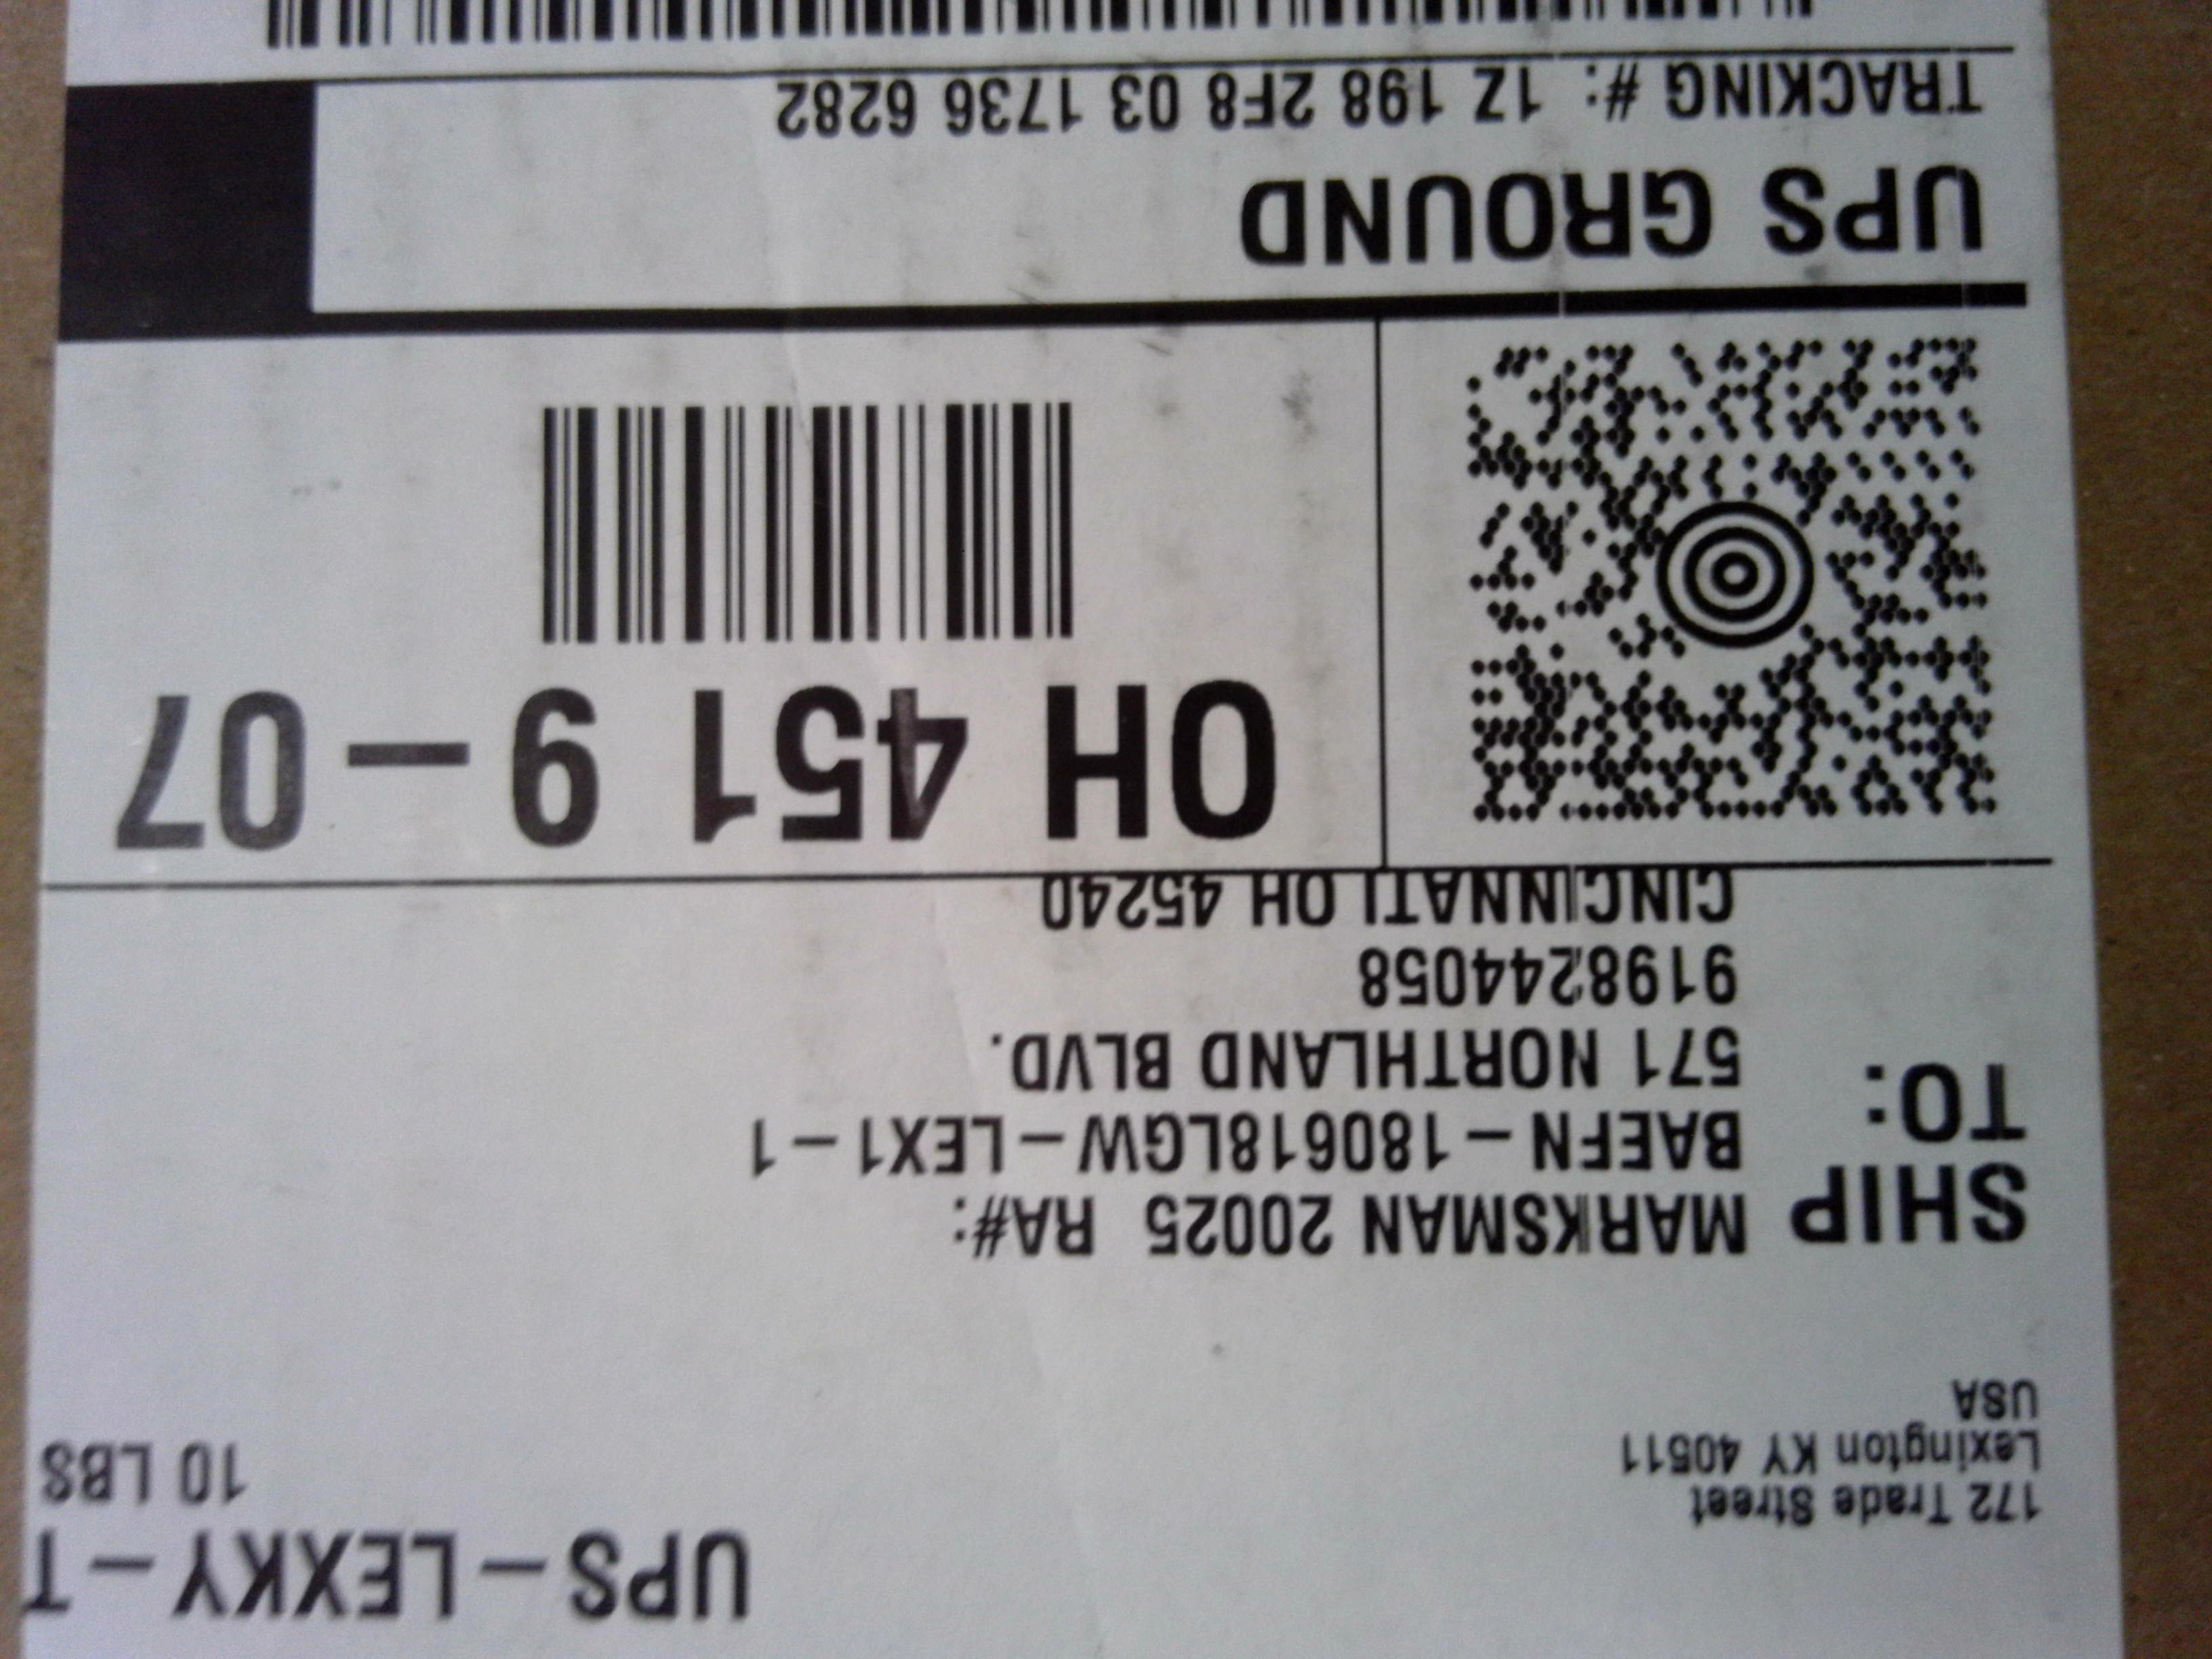 UPS-LEXKY-T
10 LBS
172 Trade Street
Lexington KY 40511
USA
SHIP TO:
MARKSMAN 20025 RA#:
BAEFN-180618LGW-LEX1-1
571 NORTHLAND BLVD.
9198244058
CINCINNATI OH 45240
OH 451 9-07
UPS GROUND
TRACKING #: 1Z 198 2F8 03 1736 6282